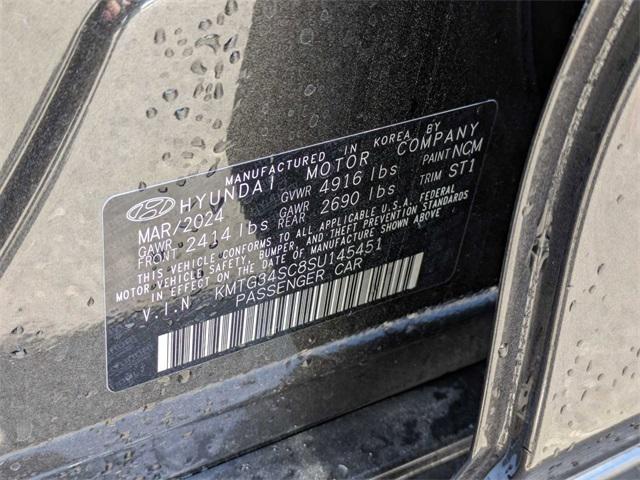 MANUFACTURED IN KOREA BY
HYUNDAI MOTOR COMPANY
MAR/2024 GVWR 4916 lbs PAINT NCM
GAWR FRONT 2414 lbs GAWR REAR 2690 lbs TRIM ST1
THIS VEHICLE CONFORMS TO ALL APPLICABLE U.S.A. FEDERAL
MOTOR VEHICLE SAFETY, BUMPER, AND THEFT PREVENTION STANDARDS
IN EFFECT ON THE DATE OF MANUFACTURE SHOWN ABOVE
V.I.N KMTG34SC8SU145451
PASSENGER CAR